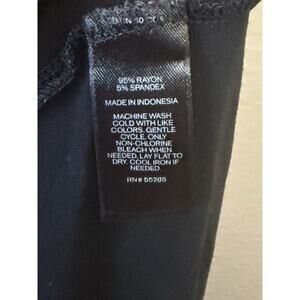 95% RAYON
5% SPANDEX
MADE IN INDONESIA
MACHINE WASH
COLD WITH LIKE
COLORS. GENTLE
CYCLE. ONLY
NON-CHLORINE
BLEACH WHEN
NEEDED, LAY FLAT TO
DRY. COOL IRON IF
NEEDED.
RN# 55285